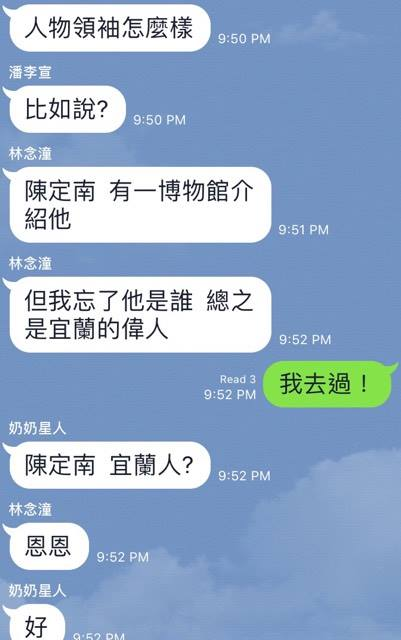 人物領袖怎麼樣
9:50 PM
潘李宣
比如說?
9:50 PM
林念潼
陳定南 有一博物館介
紹他
9:51 PM
林念潼
但我忘了他是誰 總之
是宜蘭的偉人
9:52 PM
Read 3
9:52 PM
我去過！
奶奶星人
陳定南 宜蘭人?
9:52 PM
林念潼
恩恩
9:52 PM
奶奶星人
好
9:52 PM